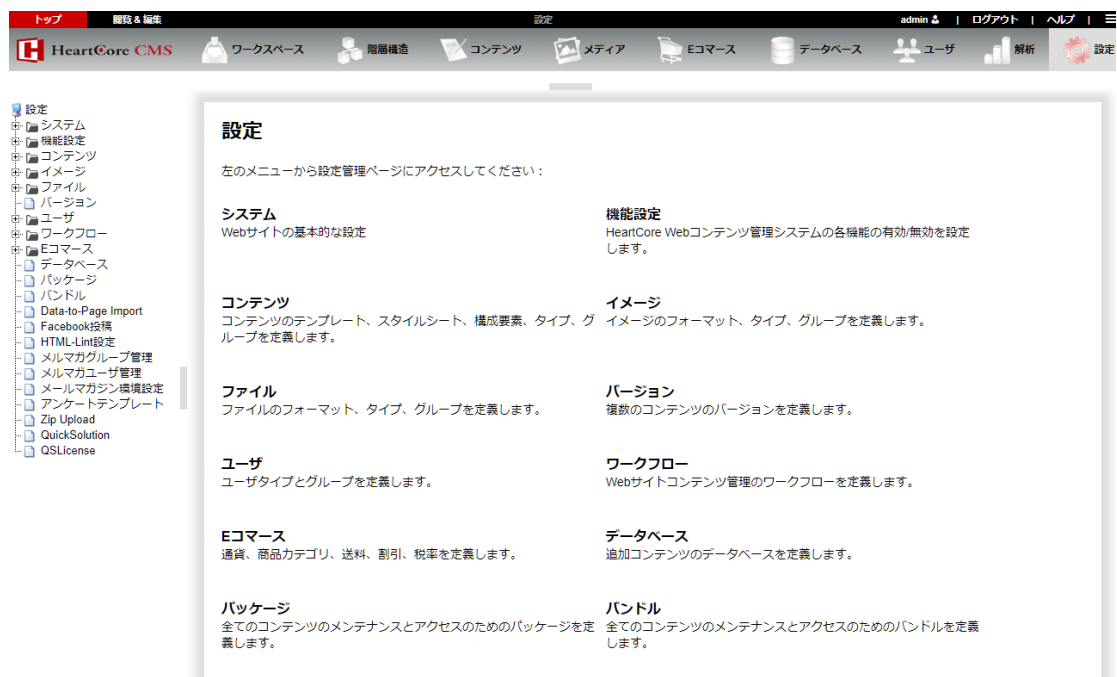 トップ 閲覧 & 編集 設定 admin | ログアウト | ヘルプ |
HeartCore CMS ワークスペース 階層構造 コンテンツ メディア Eコマース データベース ユーザ 解析 設定
設定
システム
機能設定
コンテンツ
イメージ
ファイル
バージョン
ユーザ
ワークフロー
Eコマース
データベース
パッケージ
バンドル
Data-to-Page Import
Facebook投稿
HTML-Lint設定
メルマガグループ管理
メルマガユーザ管理
メールマガジン環境設定
アンケートテンプレート
Zip Upload
QuickSolution
QSLicense
設定
左のメニューから設定管理ページにアクセスしてください：
システム
Webサイトの基本的な設定
機能設定
HeartCore Webコンテンツ管理システムの各機能の有効/無効を設定
します。
コンテンツ
コンテンツのテンプレート、スタイルシート、構成要素、タイプ、グ
ループを定義します。
イメージ
イメージのフォーマット、タイプ、グループを定義します。
ファイル
ファイルのフォーマット、タイプ、グループを定義します。
バージョン
複数のコンテンツのバージョンを定義します。
ユーザ
ユーザタイプとグループを定義します。
ワークフロー
Webサイトコンテンツ管理のワークフローを定義します。
Eコマース
通貨、商品カテゴリ、送料、割引、税率を定義します。
データベース
追加コンテンツのデータベースを定義します。
パッケージ
全てのコンテンツのメンテナンスとアクセスのためのパッケージを定
義します。
バンドル
全てのコンテンツのメンテナンスとアクセスのためのバンドルを定義
します。